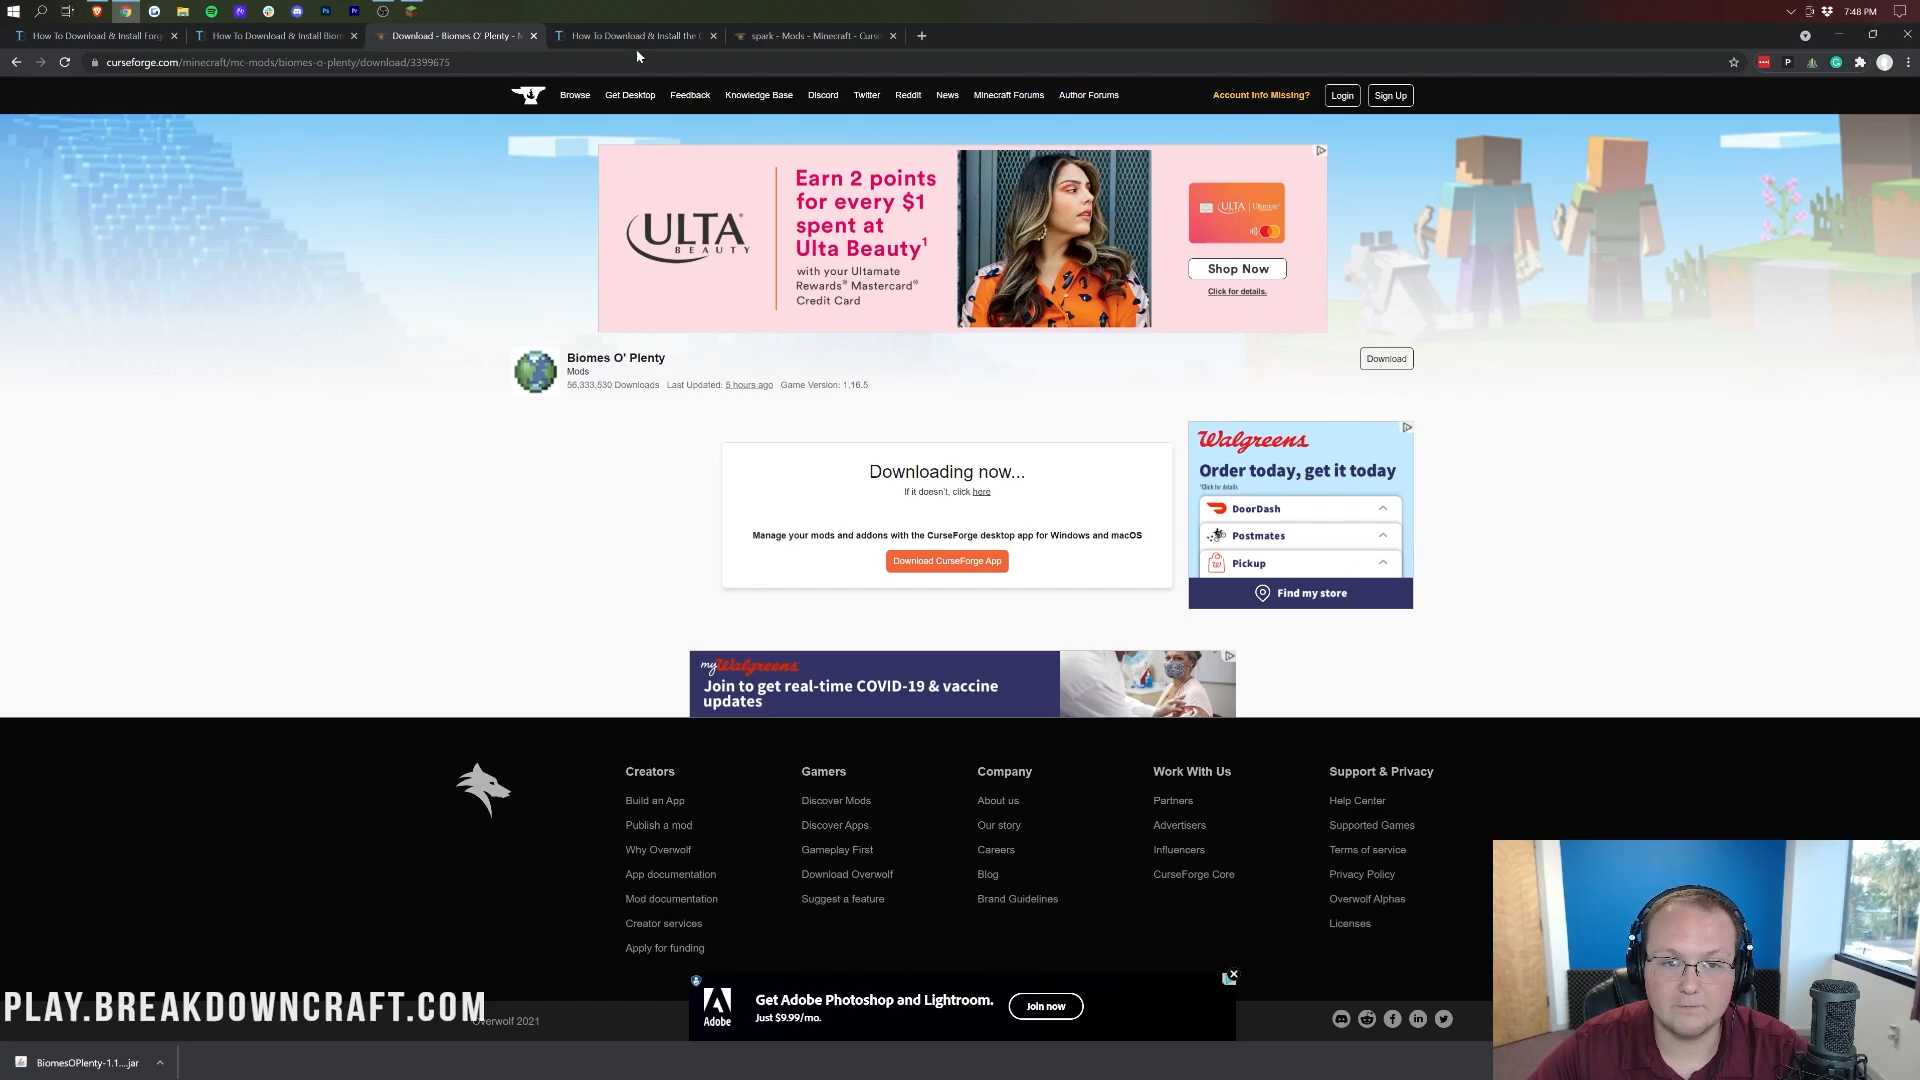 7:48 PM
How To Download & Install Forg
How To Download & Install Biom
Download - Biomes O' Plenty - M
How To Download & Install the
spark - Mods - Minecraft - Curse
curseforge.com/minecraft/mc-mods/biomes-o-plenty/download/3399675
Browse Get Desktop Feedback Knowledge Base Discord Twitter Reddit News Minecraft Forums Author Forums Account Info Missing? Login Sign Up
ULTA
BEAUTY
Earn 2 points
for every $1
spent at
Ulta Beauty¹
with your Ultamate
Rewards® Mastercard®
Credit Card
ULTA
Shop Now
Click for details.
Biomes O' Plenty
Mods
56,333,530 Downloads Last Updated: 5 hours ago Game Version: 1.16.5
Download
Downloading now...
If it doesn't, click here
Manage your mods and addons with the CurseForge desktop app for Windows and macOS
Download CurseForge App
Walgreens
Order today, get it today
*Click for details
DoorDash
Postmates
Pickup
Find my store
myWalgreens
Join to get real-time COVID-19 & vaccine
updates
Creators
Build an App
Publish a mod
Why Overwolf
App documentation
Mod documentation
Creator services
Apply for funding
Gamers
Discover Mods
Discover Apps
Gameplay First
Download Overwolf
Suggest a feature
Company
About us
Our story
Careers
Blog
Brand Guidelines
Work With Us
Partners
Advertisers
Influencers
CurseForge Core
Support & Privacy
Help Center
Supported Games
Terms of service
Privacy Policy
Overwolf Alphas
Licenses
Adobe
Get Adobe Photoshop and Lightroom.
Just $9.99/mo.
Join now
PLAY.BREAKDOWNCRAFT.COM
Overwolf 2021
BiomesOPlenty-1.1....jar